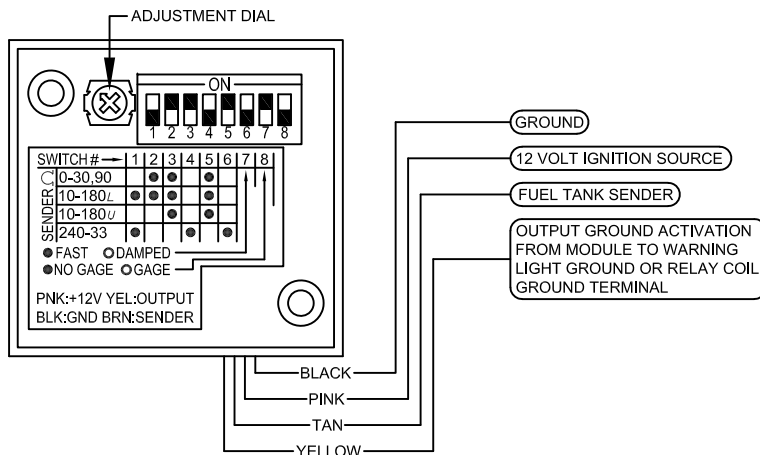 ADJUSTMENT DIAL
ON
1 2 3 4 5 6 7 8
SWITCH # 1 2 3 4 5 6 7 8
SENDER Ω
0-30,90
10-180L
10-180U
240-33
FAST DAMPED
NO GAGE GAGE
PNK:+12V YEL:OUTPUT
BLK:GND BRN:SENDER
GROUND
12 VOLT IGNITION SOURCE
FUEL TANK SENDER
OUTPUT GROUND ACTIVATION
FROM MODULE TO WARNING
LIGHT GROUND OR RELAY COIL
GROUND TERMINAL
BLACK
PINK
TAN
YELLOW